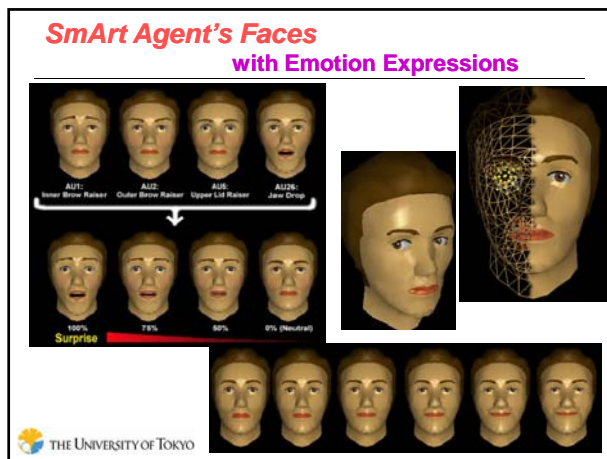 SmArt Agent's Faces
with Emotion Expressions
AU1: AU2: AU5: AU26:
Inner Brow Raiser Outer Brow Raiser Upper Lid Raiser Jaw Drop
100% 75% 50% 0% (Neutral)
Surprise
THE UNIVERSITY OF TOKYO